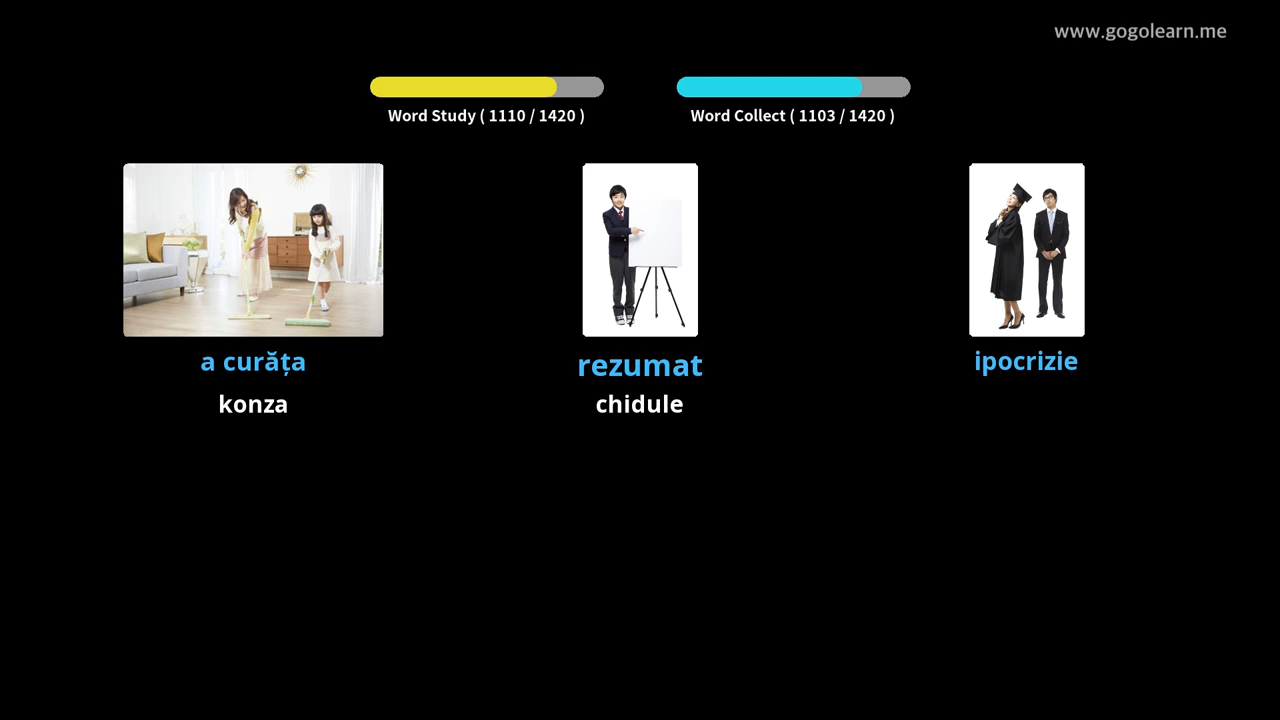 www.gogolearn.me
Word Study ( 1110 / 1420 )
Word Collect ( 1103 / 1420 )
a curăța
rezumat
ipocrizie
konza
chidule